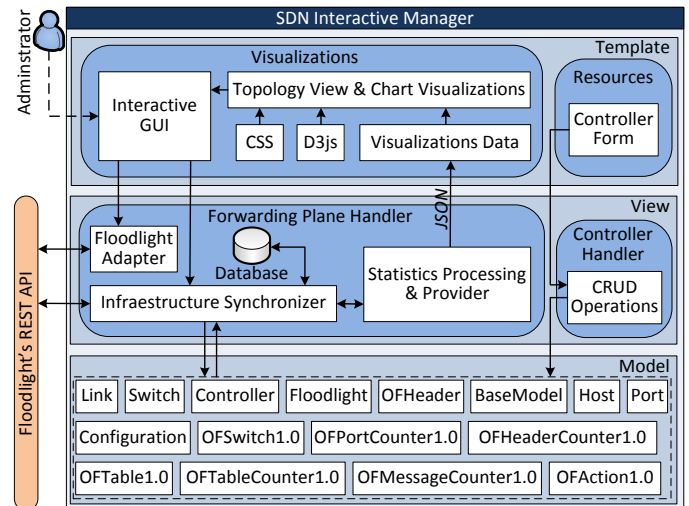 SDN Interactive Manager
Adminstrator
Template
Visualizations
Resources
Interactive
GUI
Topology View & Chart Visualizations
CSS
D3js
Visualizations Data
Controller
Form
JSON
View
Forwarding Plane Handler
Floodlight
Adapter
Database
Infraestructure Synchronizer
Statistics Processing
& Provider
Controller
Handler
CRUD
Operations
Floodlight's REST API
Model
Link
Switch
Controller
Floodlight
OFHeader
BaseModel
Host
Port
Configuration
OFSwitch1.0
OFPortCounter1.0
OFHeaderCounter1.0
OFTable1.0
OFTableCounter1.0
OFMessageCounter1.0
OFAction1.0